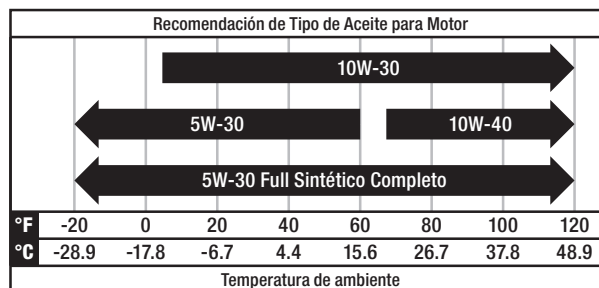 Recomendación de Tipo de Aceite para Motor
10W-30
5W-30 10W-40
5W-30 Full Sintético Completo
°F -20 0 20 40 60 80 100 120
°C -28.9 -17.8 -6.7 4.4 15.6 26.7 37.8 48.9
Temperatura de ambiente